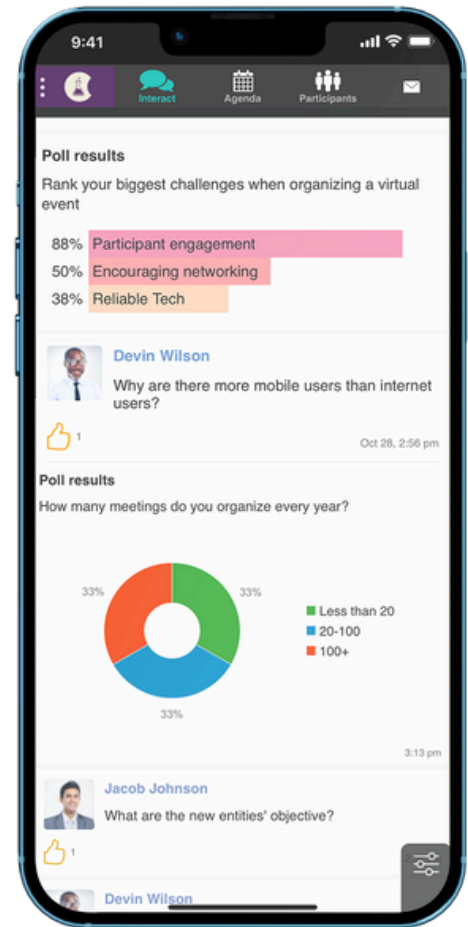 9:41
Interact
Agenda
Participants
Poll results
Rank your biggest challenges when organizing a virtual
event
88% Participant engagement
50% Encouraging networking
38% Reliable Tech
Devin Wilson
Why are there more mobile users than internet
users?
1
Oct 28, 2:56 pm
Poll results
How many meetings do you organize every year?
33%
33%
33%
Less than 20
20-100
100+
3:13 pm
Jacob Johnson
What are the new entities' objective?
1
Devin Wilson